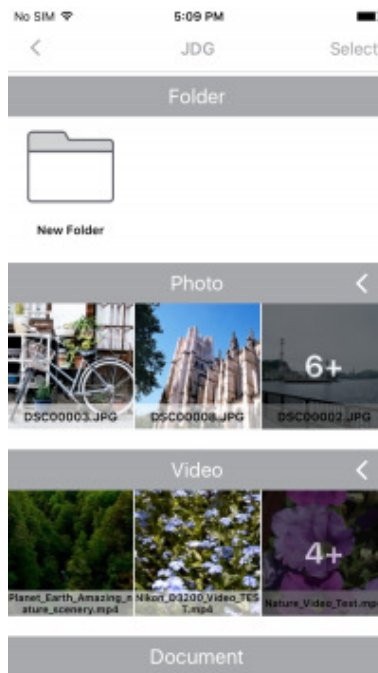 No SIM 5:09 PM
JDG Select
Folder
New Folder
Photo
6+
DSC00003.JPG DSC00008.JPG DSC00002.JPG
Video
4+
Planet_Earth_Amazing_n Nikon_D3200_Video_TES Nature_Video_Test.mp
ature_scenery.mp4 T.mp4
Document